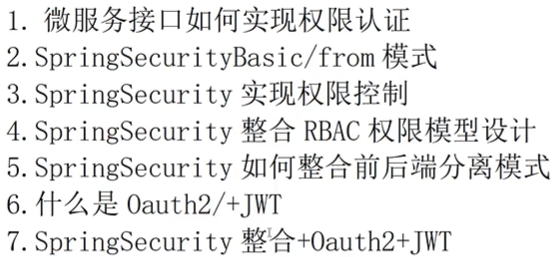 1. 微服务接口如何实现权限认证
2.SpringSecurityBasic/from 模式
3.SpringSecurity 实现权限控制
4.SpringSecurity 整合 RBAC 权限模型设计
5.SpringSecurity 如何整合前后端分离模式
6.什么是 Oauth2/+JWT
7.SpringSecurity 整合+Oauth2+JWT